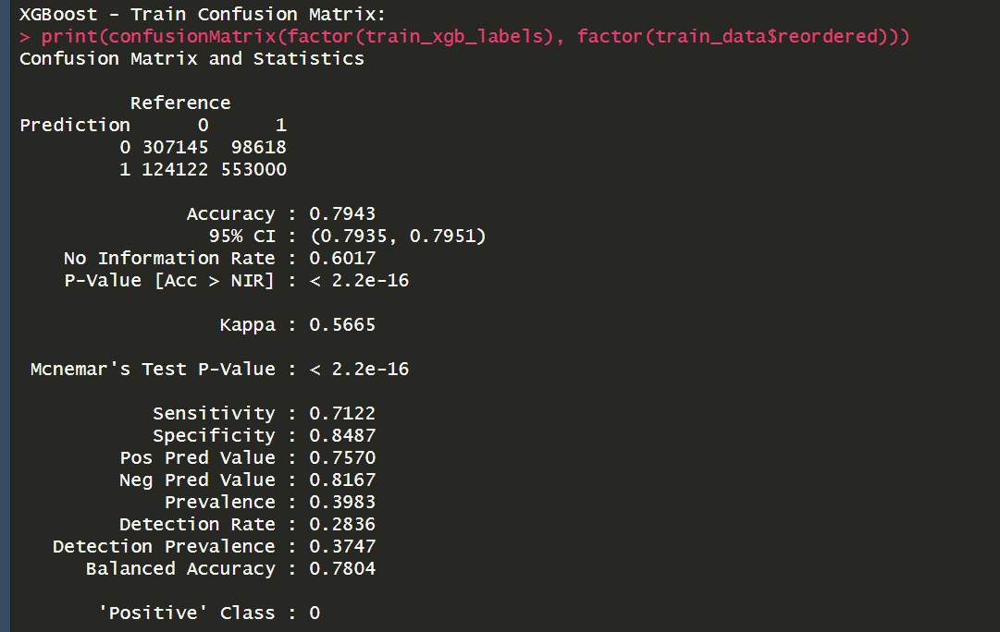 XGBoost - Train Confusion Matrix:
> print(confusionMatrix(factor(train_xgb_labels), factor(train_data$reordered)))
Confusion Matrix and Statistics
Reference
Prediction 0 1
0 307145 98618
1 124122 553000
Accuracy : 0.7943
95% CI : (0.7935, 0.7951)
No Information Rate : 0.6017
P-Value [Acc > NIR] : < 2.2e-16
Kappa : 0.5665
Mcnemar's Test P-Value : < 2.2e-16
Sensitivity : 0.7122
Specificity : 0.8487
Pos Pred Value : 0.7570
Neg Pred Value : 0.8167
Prevalence : 0.3983
Detection Rate : 0.2836
Detection Prevalence : 0.3747
Balanced Accuracy : 0.7804
'Positive' Class : 0